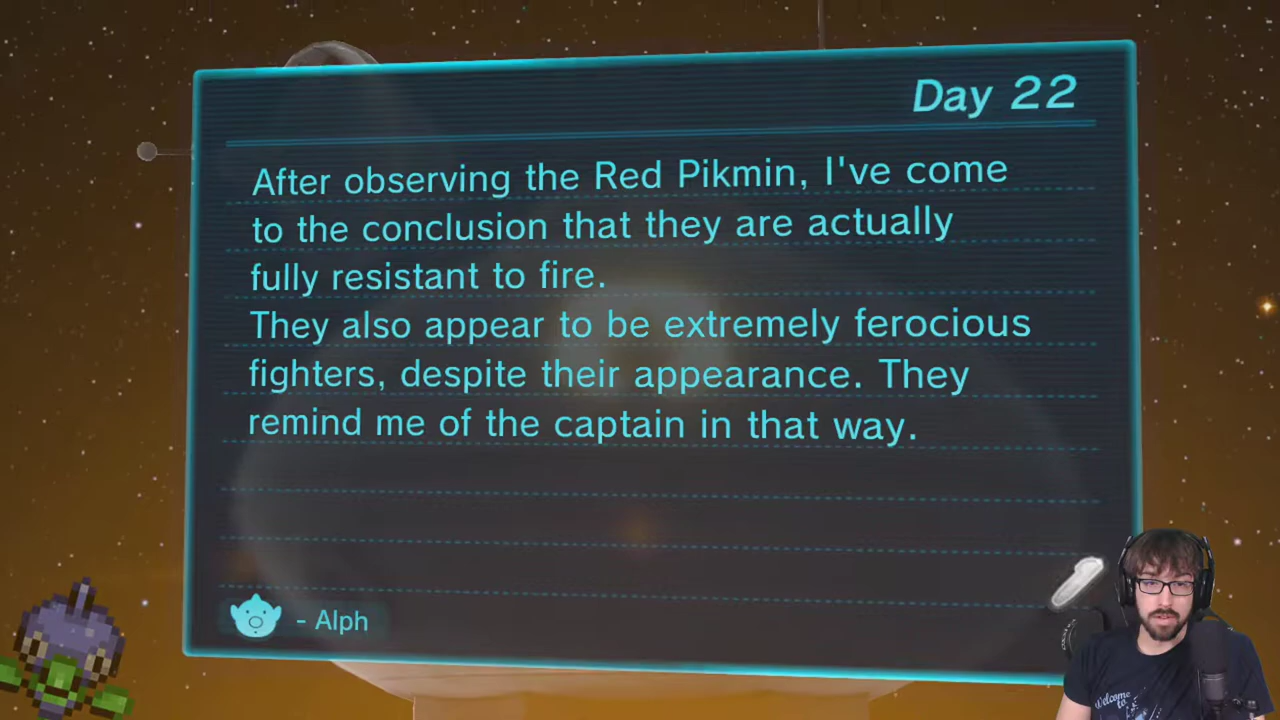 Day 22
After observing the Red Pikmin, I've come
to the conclusion that they are actually
fully resistant to fire.
They also appear to be extremely ferocious
fighters, despite their appearance. They
remind me of the captain in that way.
- Alph
Welcome
to